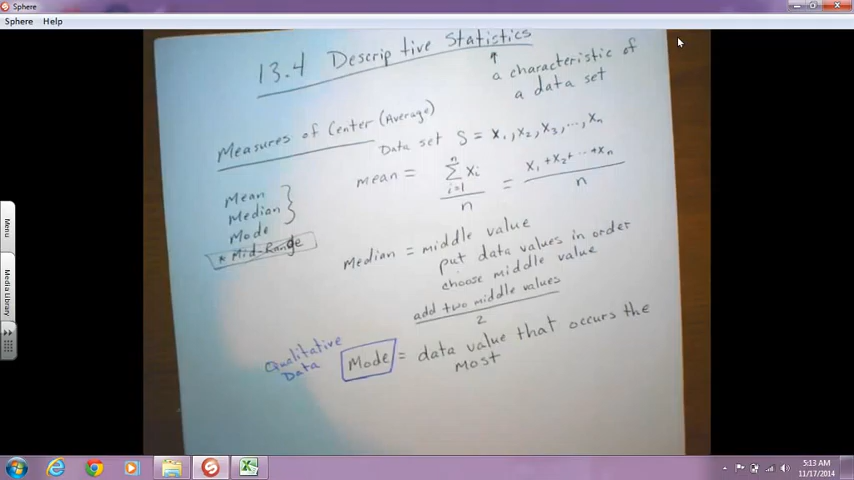 Sphere
Sphere Help
13.4 Descriptive Statistics
↑
a characteristic of
a data set
Measures of Center (Average)
Data set S = x₁, x₂, x₃, ..., xₙ
mean = n∑i=1 xᵢ / n = x₁ + x₂ + ... + xₙ / n
Mean
Median
Mode
* Mid-Range
Median = middle value
put data values in order
choose middle value
add two middle values
2
Qualitative
Data
Mode = data value that occurs the
most
Menu
Media Library
5:13 AM
11/17/2014